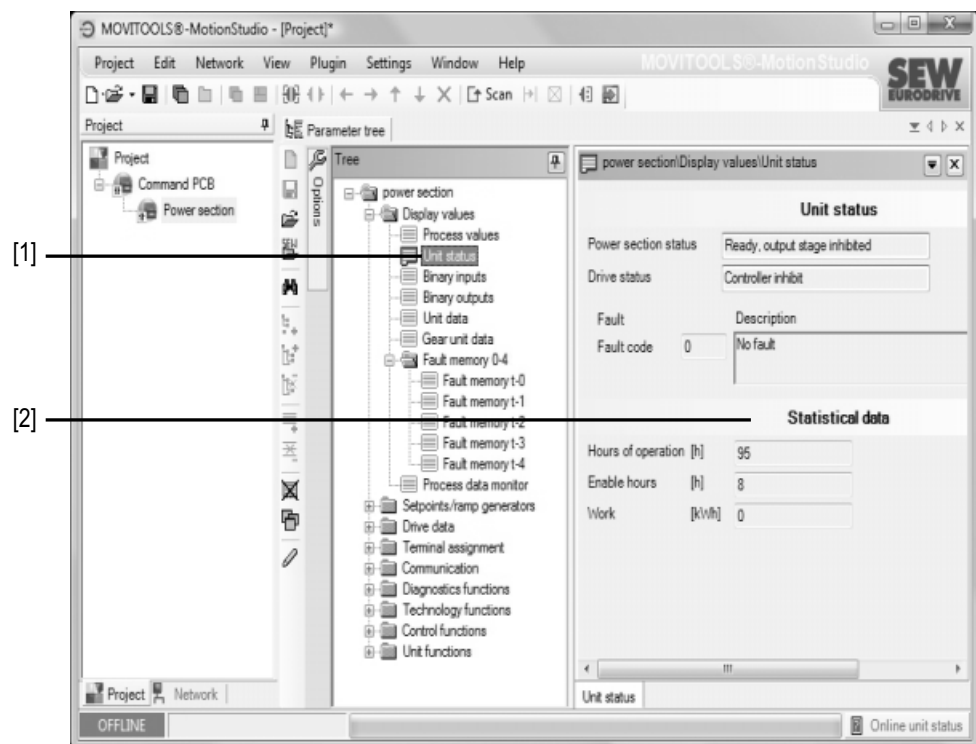 MOVITOOLS®-MotionStudio - [Project]*
Project Edit Network View Plugin Settings Window Help
MOVITOOLS®-MotionStudio
SEW
EURODRIVE
Scan
Project
Parameter tree
Project
Command PCB
Power section
Options
SEW
Tree
power section
Display values
Process values
[1]
Unit status
Binary inputs
Binary outputs
Unit data
Gear unit data
Fault memory 0-4
Fault memory t-0
Fault memory t-1
[2]
Fault memory t-2
Fault memory t-3
Fault memory t-4
Process data monitor
Setpoints/ramp generators
Drive data
Terminal assignment
Communication
Diagnostics functions
Technology functions
Control functions
Unit functions
power section\Display values\Unit status
Unit status
Power section status Ready, output stage inhibited
Drive status Controller inhibit
Fault Description
Fault code 0 No fault
Statistical data
Hours of operation [h] 95
Enable hours [h] 8
Work [kWh] 0
Project Network
Unit status
OFFLINE
Online unit status